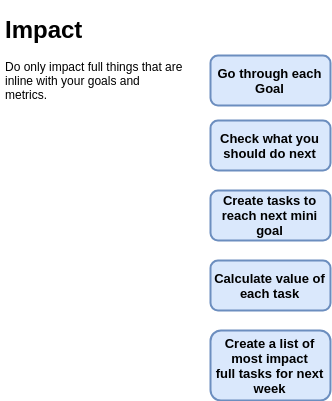 Impact
Do only impact full things that are
inline with your goals and
metrics.
Go through each
Goal
Check what you
should do next
Create tasks to
reach next mini
goal
Calculate value of
each task
Create a list of
most impact
full tasks for next
week